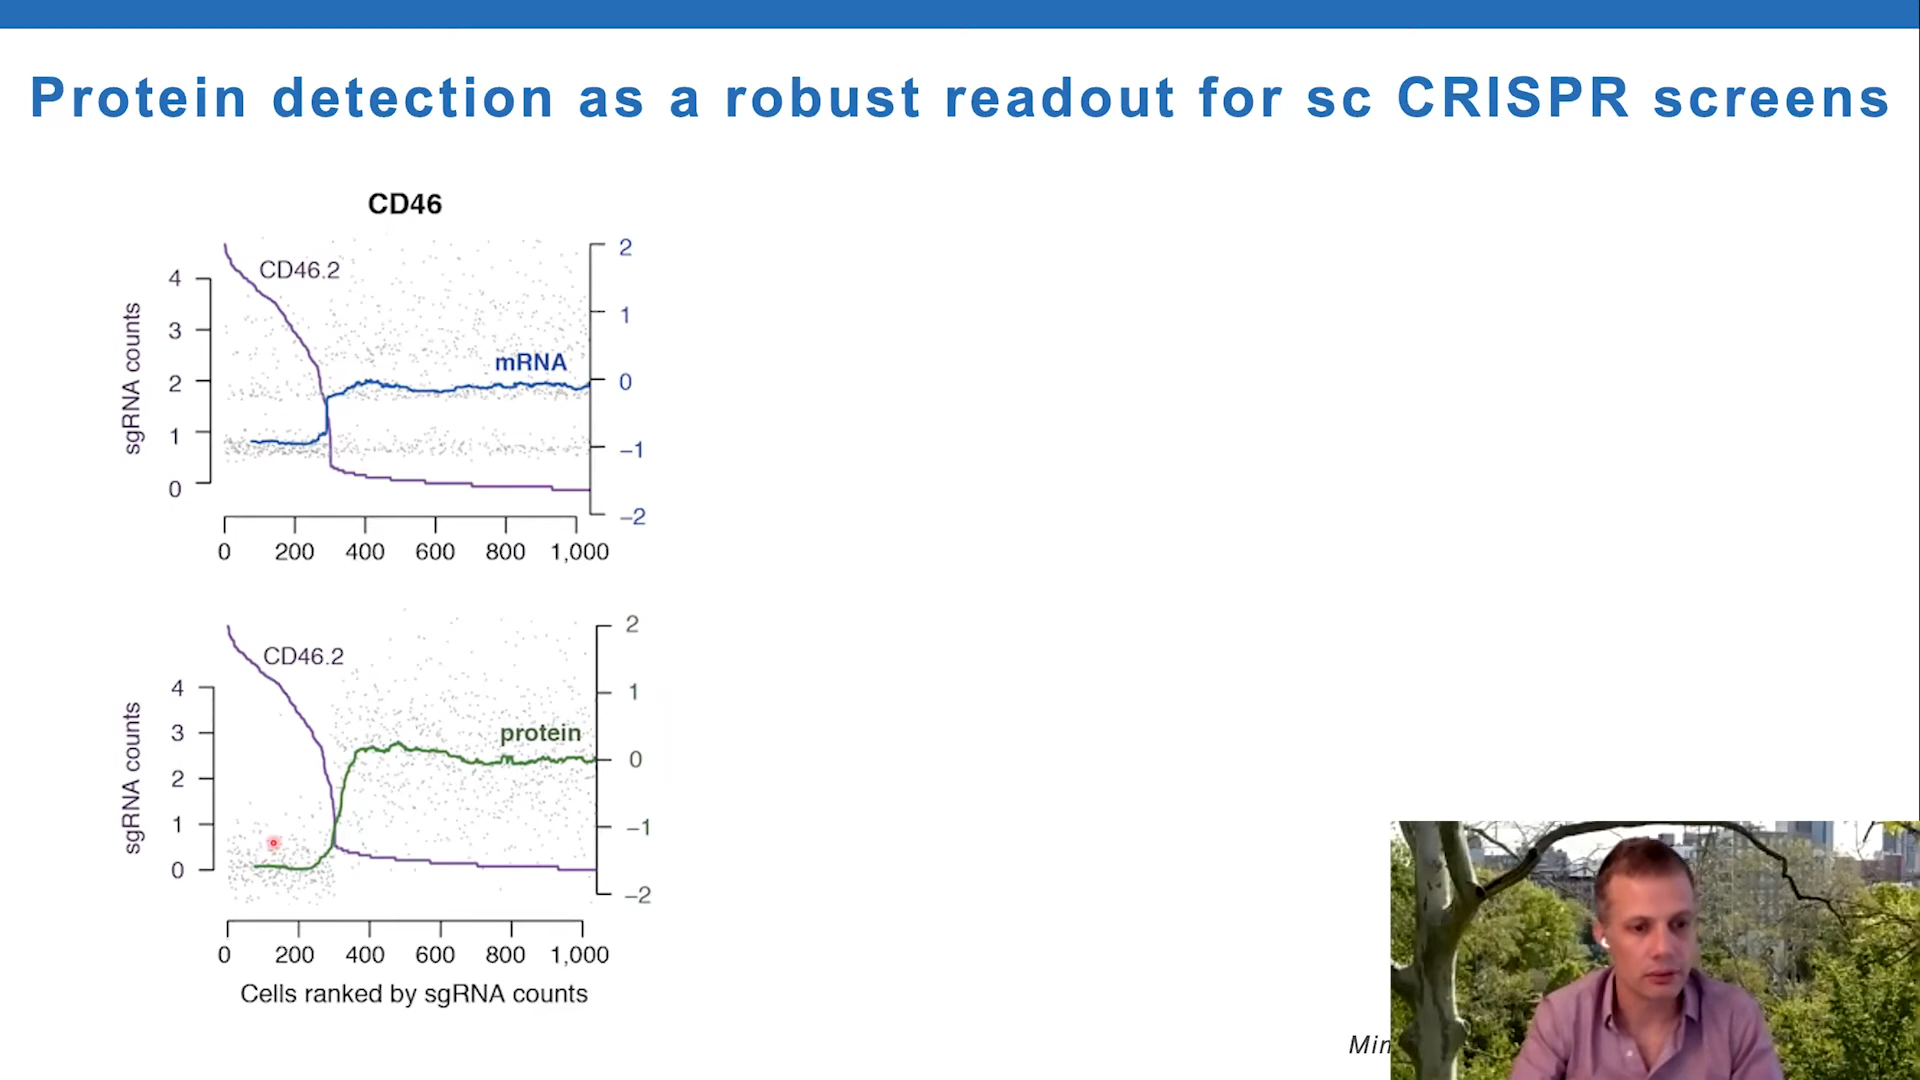 Protein detection as a robust readout for sc CRISPR screens
CD46
CD46.2
mRNA
sgRNA counts
4
3
2
1
0
2
1
0
−1
−2
0 200 400 600 800 1,000
CD46.2
protein
sgRNA counts
4
3
2
1
0
2
1
0
−1
−2
0 200 400 600 800 1,000
Cells ranked by sgRNA counts